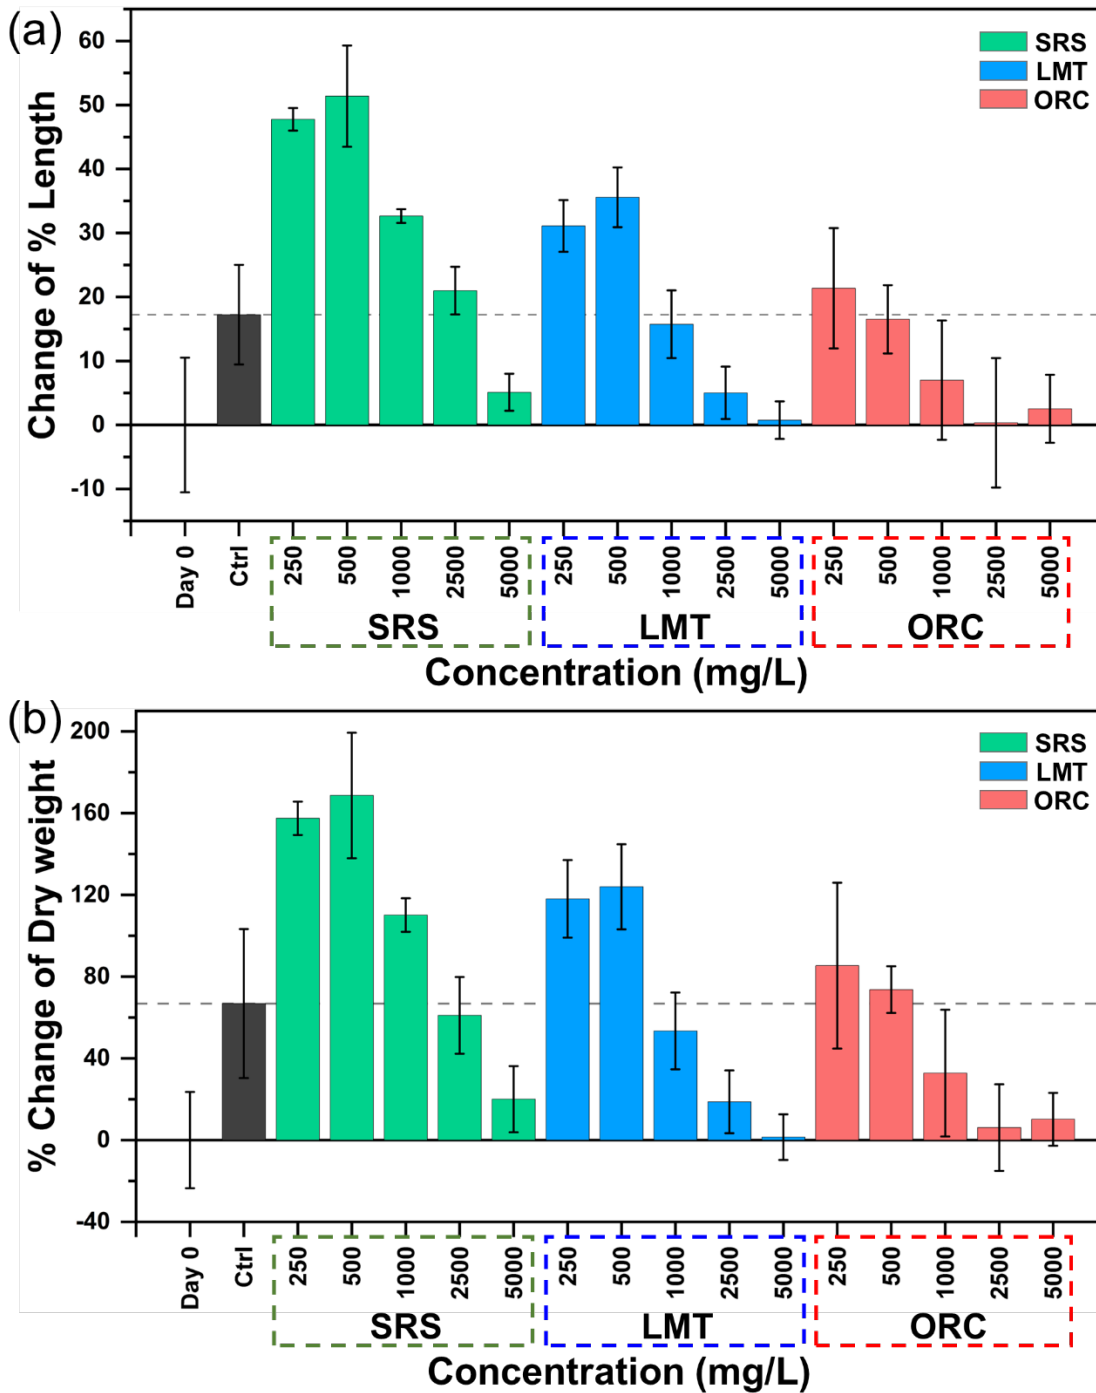 (a)
Change of % Length
60
50
40
30
20
10
0
-10
SRS
LMT
ORC
Day 0
Ctrl
250
500
1000
2500
5000
250
500
1000
2500
5000
250
500
1000
2500
5000
SRS
LMT
ORC
Concentration (mg/L)
(b)
% Change of Dry weight
200
160
120
80
40
0
-40
SRS
LMT
ORC
Day 0
Ctrl
250
500
1000
2500
5000
250
500
1000
2500
5000
250
500
1000
2500
5000
SRS
LMT
ORC
Concentration (mg/L)